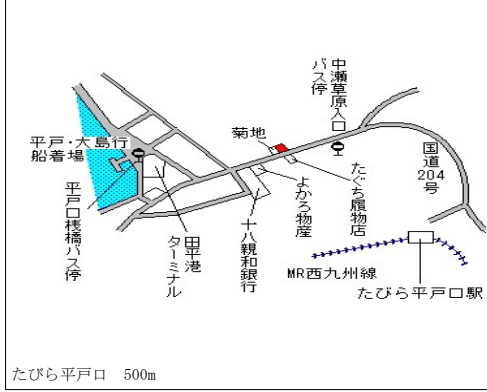 中瀬草原入口
バス停
菊地
平戸・大島行
船着場
国道
204
号
たぐち履物店
よかろ物産
平戸口桟橋バス停
田平港
ターミナル
十八親和銀行
MR西九州線
たびら平戸口駅
たびら平戸口　500m